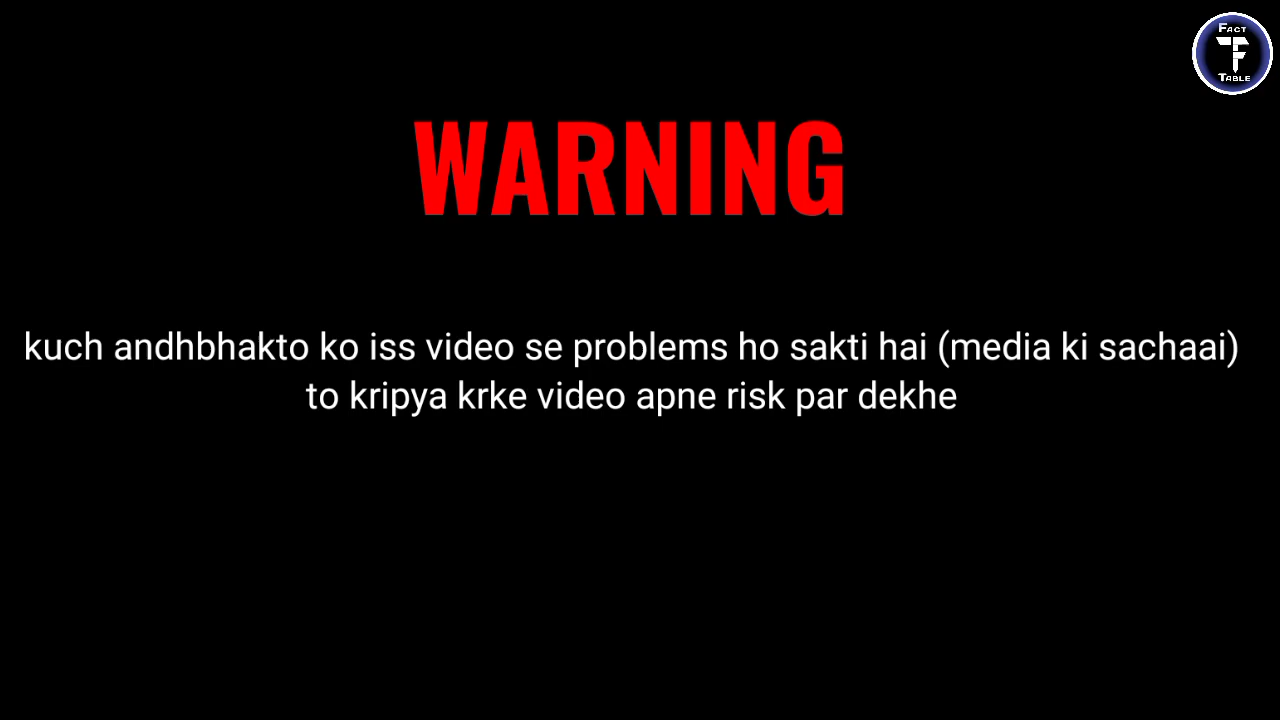 FACT
TF
TABLE
WARNING
kuch andhbhakto ko iss video se problems ho sakti hai (media ki sachaai)
to kripya krke video apne risk par dekhe